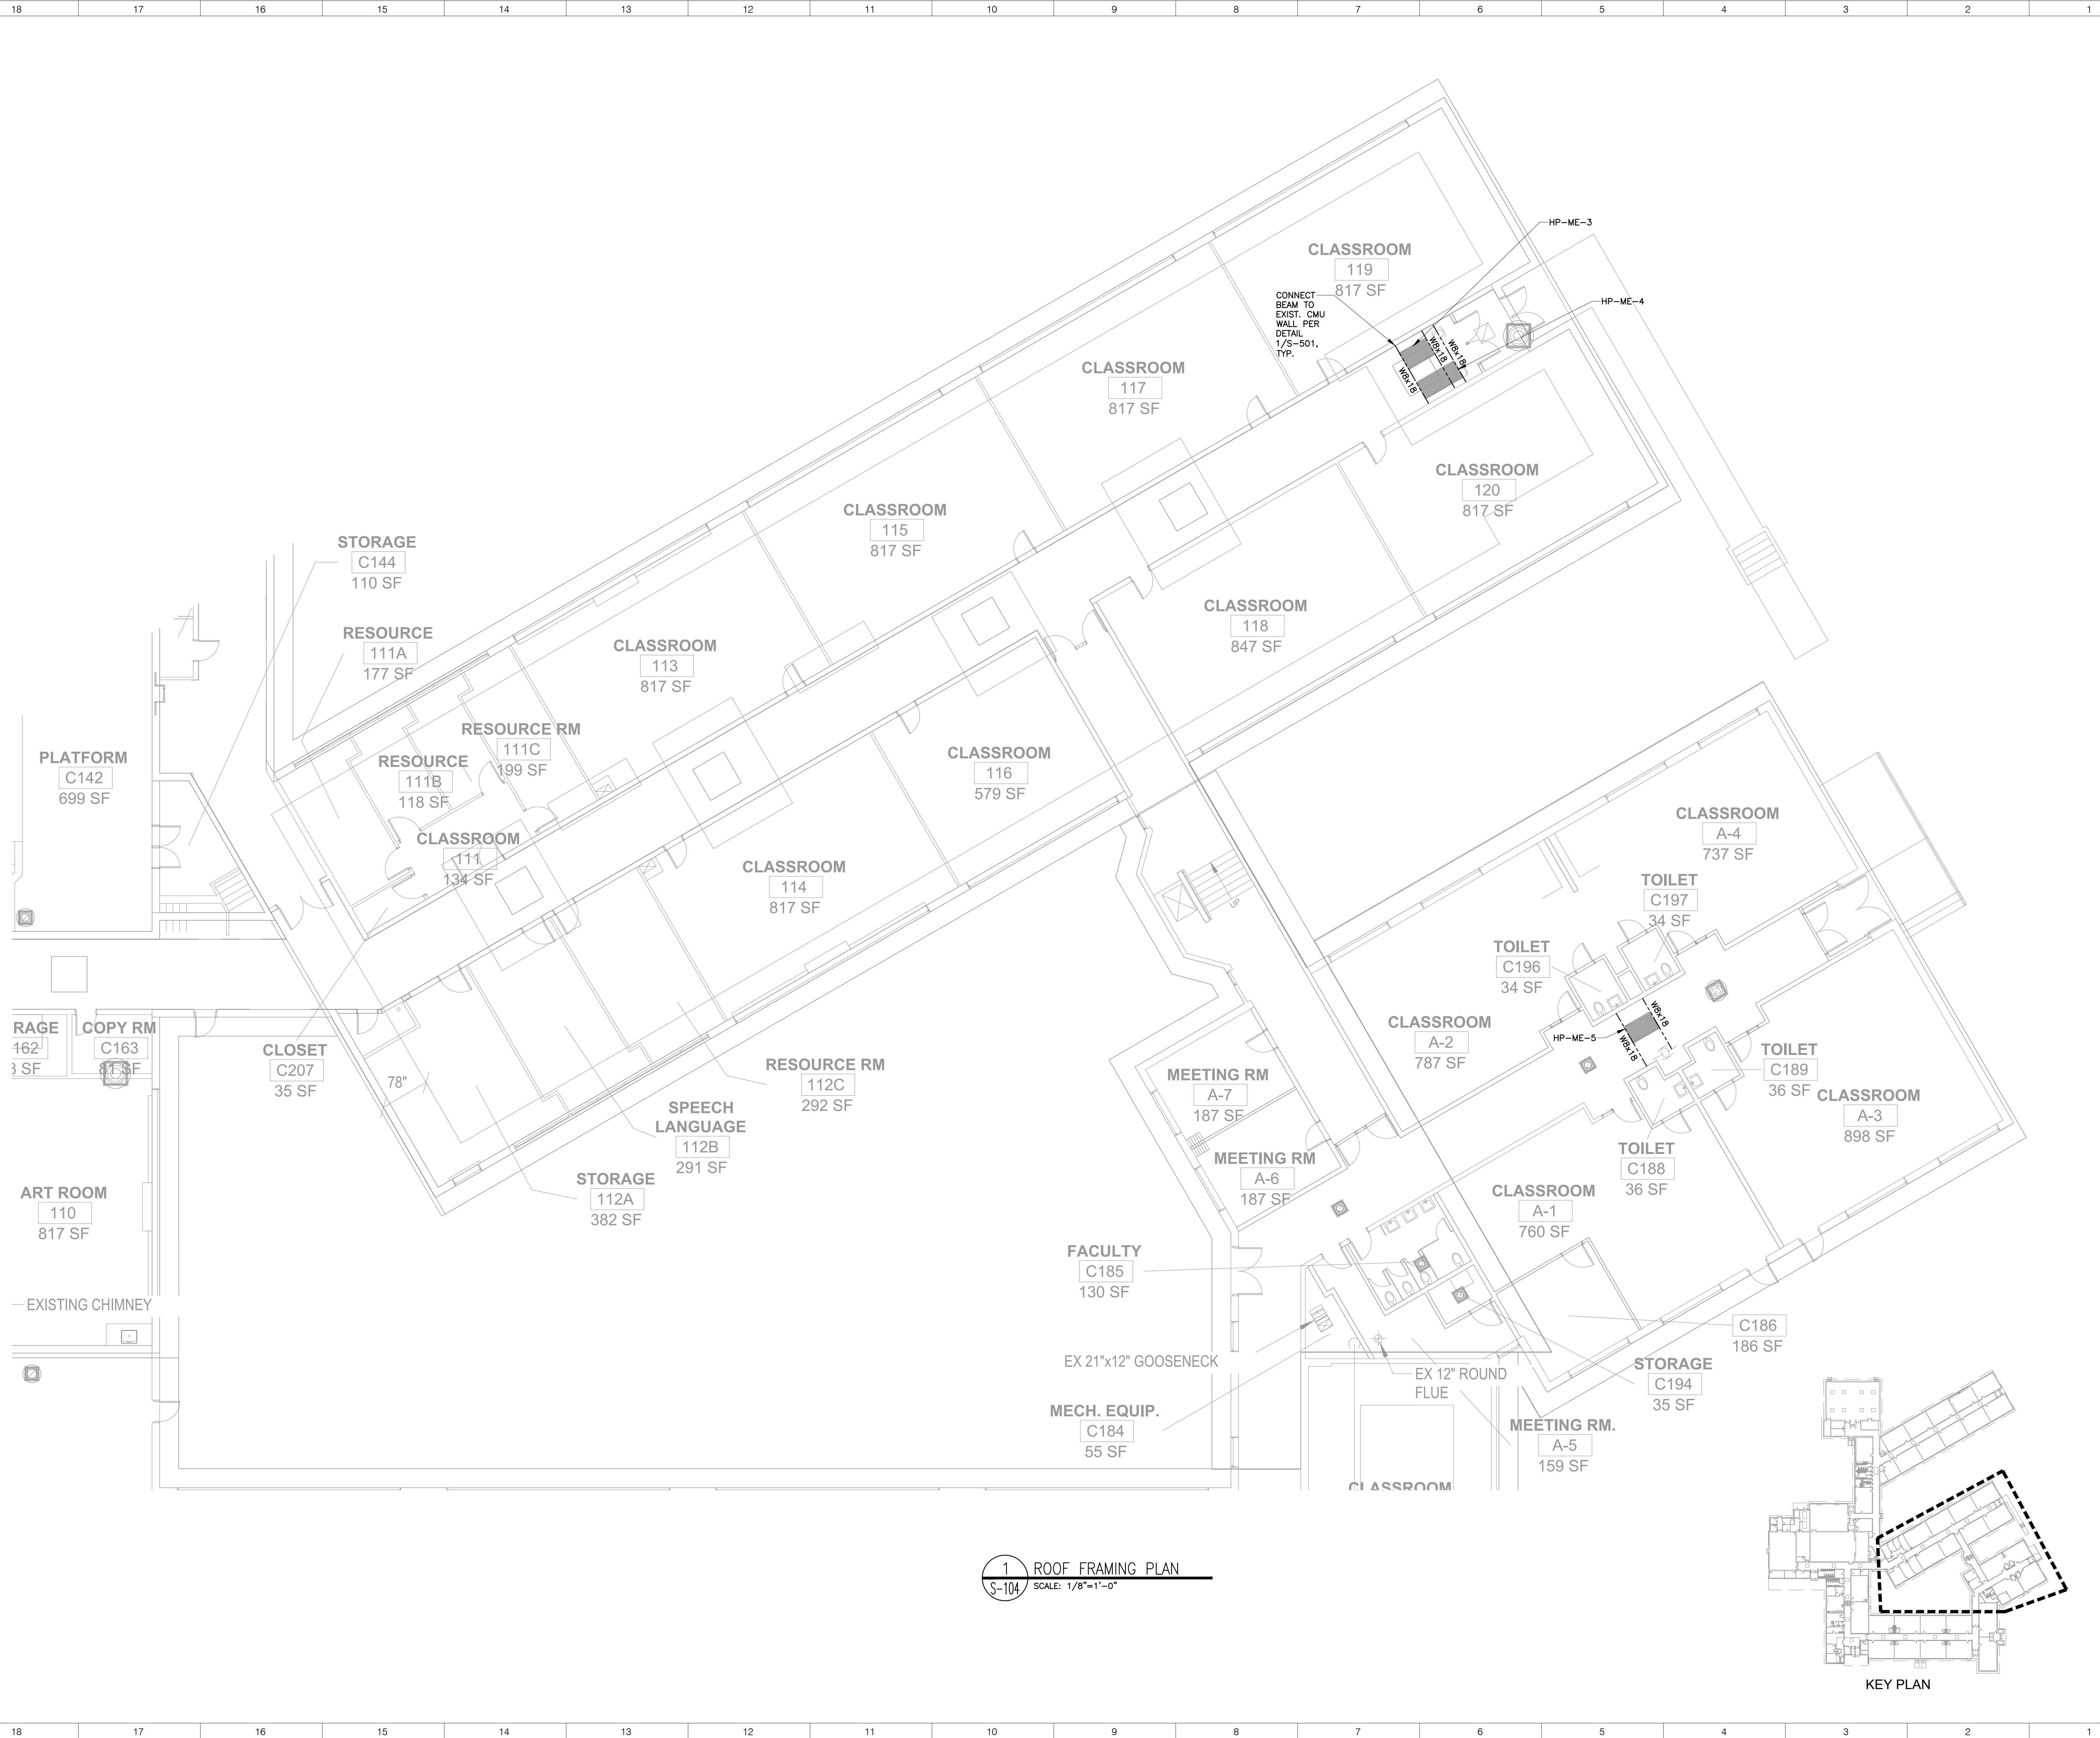 18 17 16 15 14 13 12 11 10 9 8 7 6 5 4 3 2 1
HP-ME-3
CLASSROOM
119
817 SF
CONNECT
BEAM TO
EXIST. CMU
WALL PER
DETAIL
1/S-501,
TYP.
HP-ME-4
W8x18
W8x18
W8x18
CLASSROOM
117
817 SF
CLASSROOM
120
817 SF
CLASSROOM
115
817 SF
STORAGE
C144
110 SF
CLASSROOM
118
847 SF
RESOURCE
111A
177 SF
CLASSROOM
113
817 SF
RESOURCE RM
111C
199 SF
PLATFORM
C142
699 SF
RESOURCE
111B
118 SF
CLASSROOM
116
579 SF
CLASSROOM
111
134 SF
CLASSROOM
114
817 SF
UP
CLASSROOM
A-4
737 SF
TOILET
C197
34 SF
TOILET
C196
34 SF
CLASSROOM
A-2
787 SF
HP-ME-5
W8x18
W8x18
RAGE
162
SF
COPY RM
C163
81 SF
CLOSET
C207
35 SF
78"
RESOURCE RM
112C
292 SF
SPEECH
LANGUAGE
112B
291 SF
STORAGE
112A
382 SF
MEETING RM
A-7
187 SF
TOILET
C189
36 SF
CLASSROOM
A-3
898 SF
MEETING RM
A-6
187 SF
TOILET
C188
36 SF
CLASSROOM
A-1
760 SF
ART ROOM
110
817 SF
FACULTY
C185
130 SF
EXISTING CHIMNEY
C186
186 SF
EX 21"x12" GOOSENECK
EX 12" ROUND
FLUE
STORAGE
C194
35 SF
MECH. EQUIP.
C184
55 SF
MEETING RM.
A-5
159 SF
CLASSROOM
1
S-104
ROOF FRAMING PLAN
SCALE: 1/8"=1'-0"
KEY PLAN
18 17 16 15 14 13 12 11 10 9 8 7 6 5 4 3 2 1